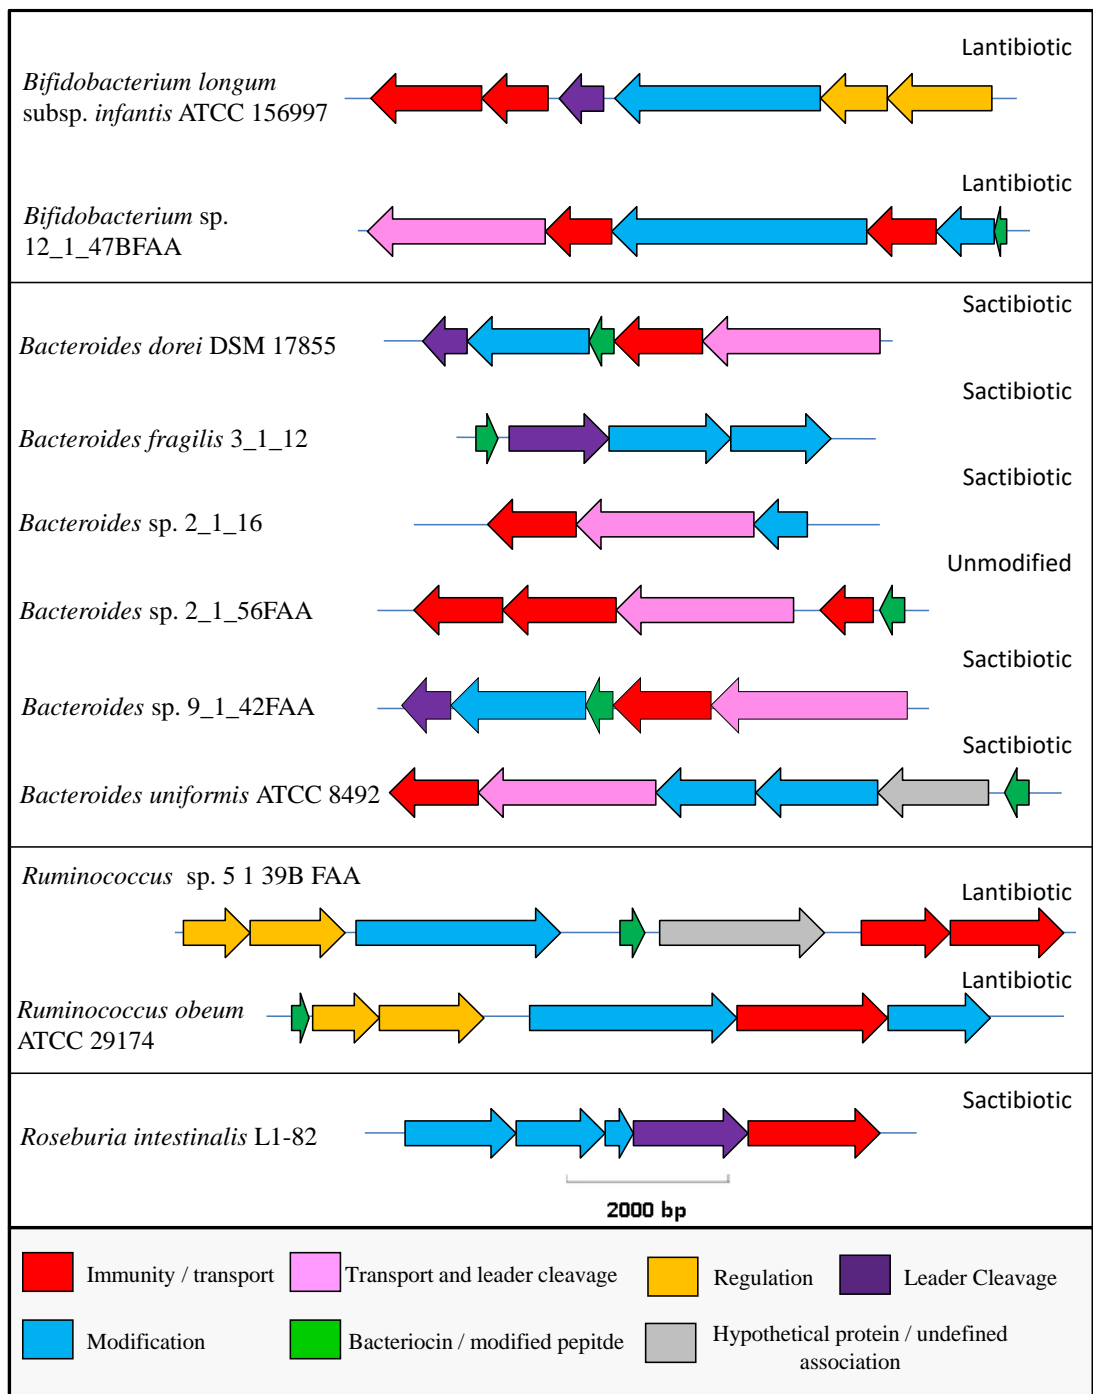 Lantibiotic
Bifidobacterium longum
subsp. infantis ATCC 156997
Lantibiotic
Bifidobacterium sp.
12_1_47BFAA
Sactibiotic
Bacteroides dorei DSM 17855
Sactibiotic
Bacteroides fragilis 3_1_12
Sactibiotic
Bacteroides sp. 2_1_16
Unmodified
Bacteroides sp. 2_1_56FAA
Sactibiotic
Bacteroides sp. 9_1_42FAA
Sactibiotic
Bacteroides uniformis ATCC 8492
Ruminococcus sp. 5 1 39B FAA
Lantibiotic
Lantibiotic
Ruminococcus obeum
ATCC 29174
Sactibiotic
Roseburia intestinalis L1-82
2000 bp
Immunity / transport
Transport and leader cleavage
Regulation
Leader Cleavage
Modification
Bacteriocin / modified pepitde
Hypothetical protein / undefined
association